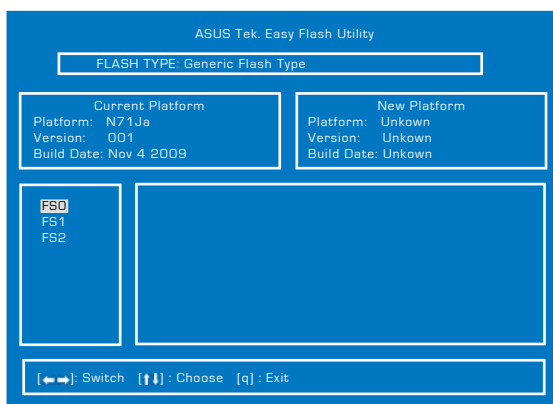 ASUS Tek. Easy Flash Utility
FLASH TYPE: Generic Flash Type
Current Platform
Platform: N71Ja
Version: 001
Build Date: Nov 4 2009
New Platform
Platform: Unkown
Version: Unkown
Build Date: Unkown
FS0
FS1
FS2
[←→]: Switch [↑↓] : Choose [q] : Exit